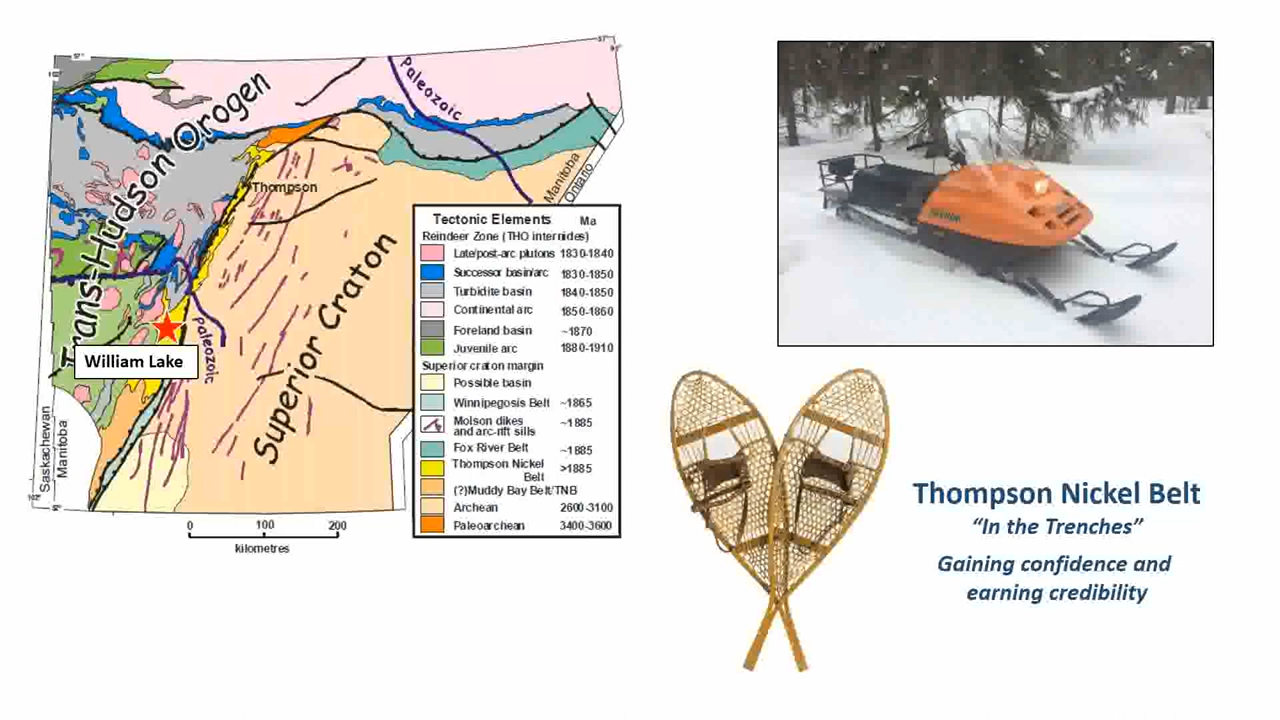 Trans-Hudson Orogen
Paleozoic
Manitoba
Ontario
Thompson
Superior Craton
Paleozoic
William Lake
Saskatchewan
Manitoba
0 100 200
kilometres
Tectonic Elements Ma
Reindeer Zone (THO internides)
Late/post-arc plutons 1830-1840
Successor basin/arc 1830-1850
Turbidite basin 1840-1850
Continental arc 1850-1860
Foreland basin ~1870
Juvenile arc 1880-1910
Superior craton margin
Possible basin
Winnipegosis Belt ~1865
Molson dikes
and arc-rift sills ~1885
Fox River Belt ~1885
Thompson Nickel
Belt >1885
(?)Muddy Bay Belt/TNB
Archean 2600-3100
Paleoarchean 3400-3600
Thompson Nickel Belt
“In the Trenches”
Gaining confidence and
earning credibility